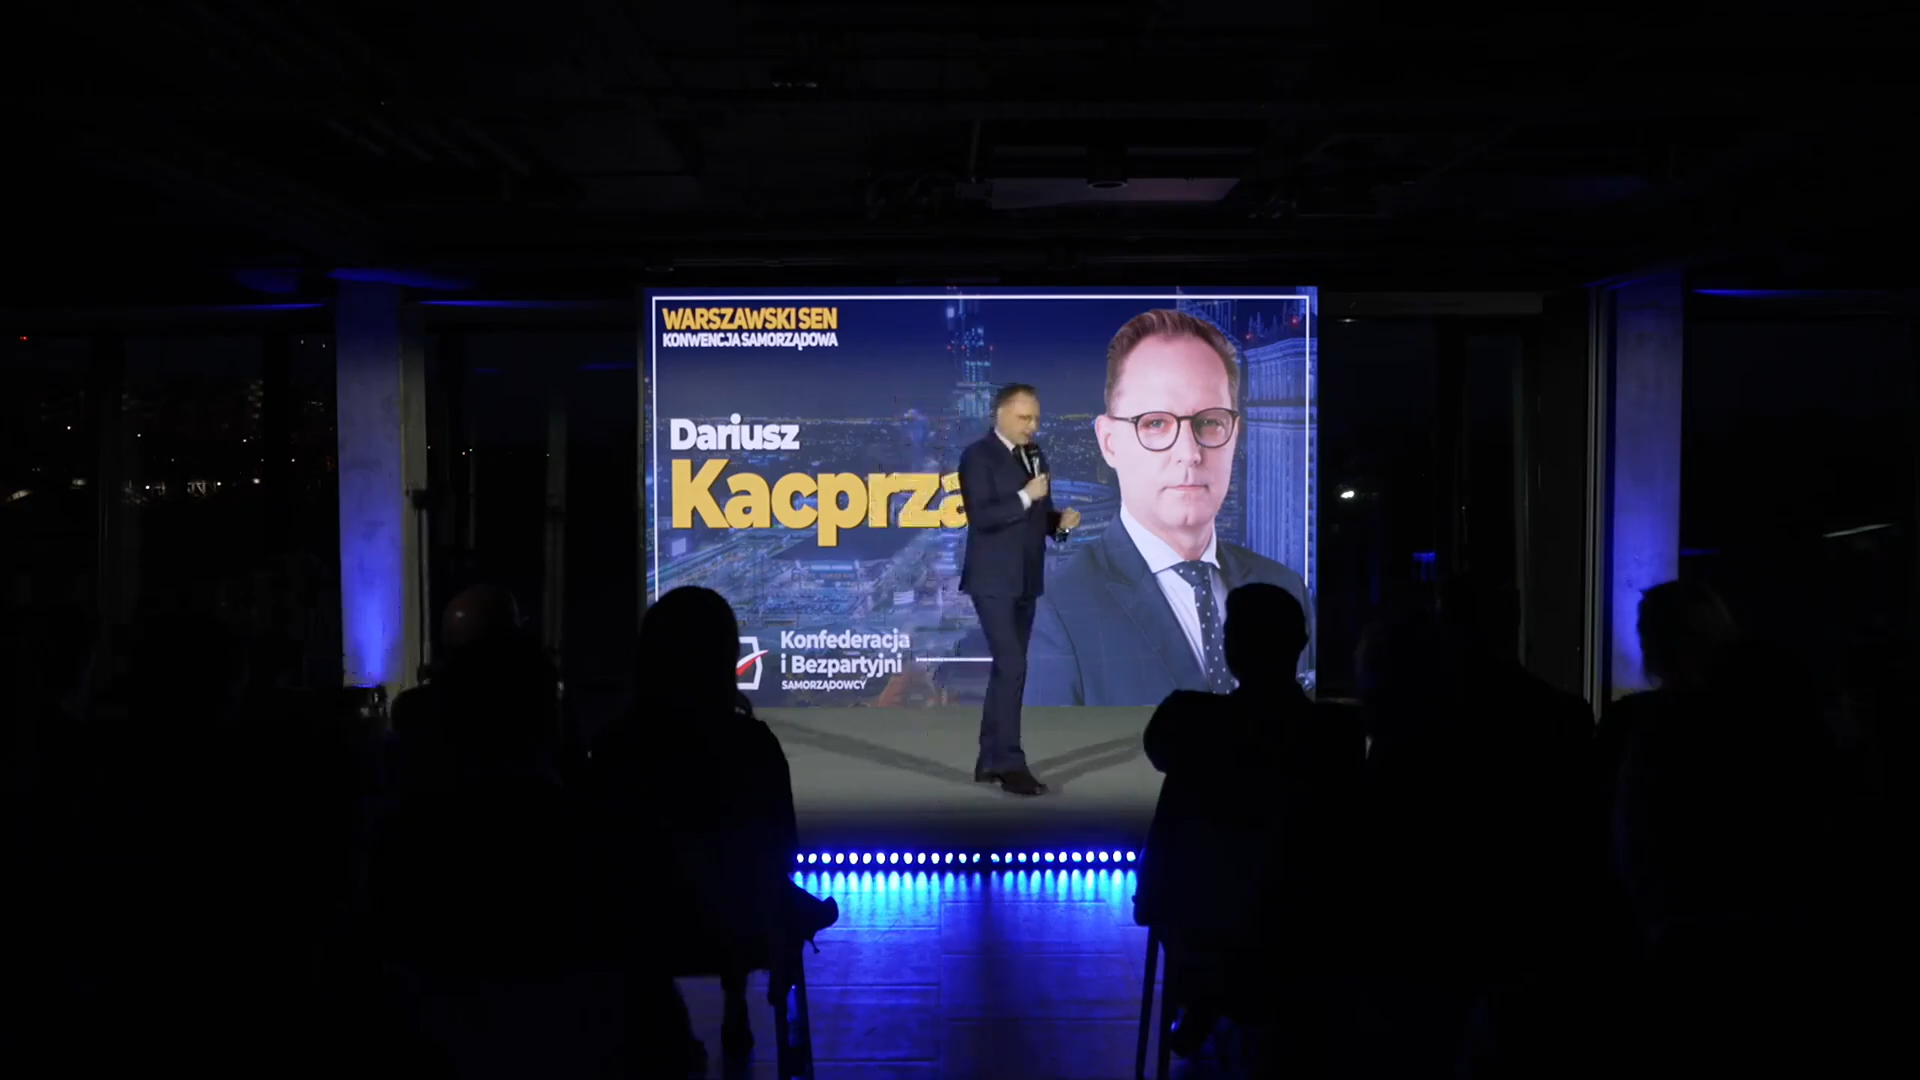 WARSZAWSKI SEN
KONWENCJA SAMORZĄDOWA
Dariusz
Kacprza
Konfederacja
i Bezpartyjni
SAMORZĄDOWCY